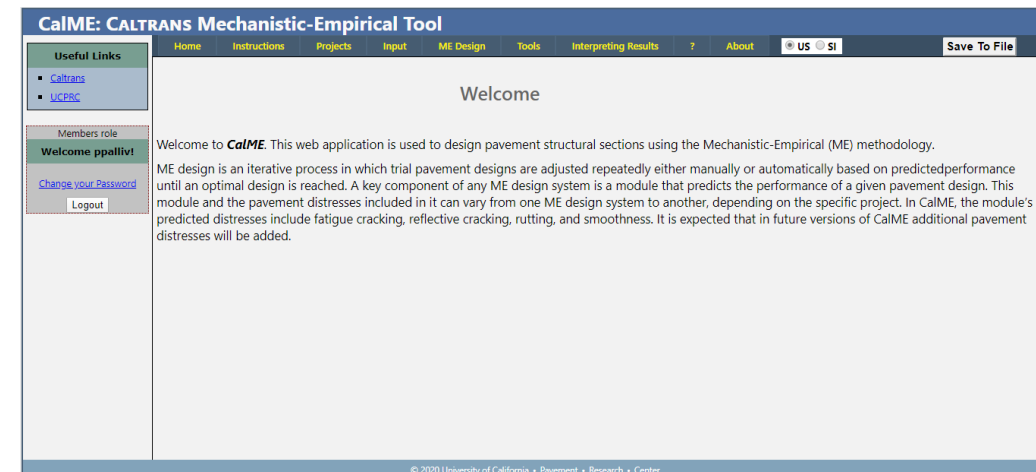 CalME: CALTRANS Mechanistic-Empirical Tool
Home Instructions Projects Input ME Design Tools Interpreting Results ? About US SI Save To File
Useful Links
Caltrans
UCPRC
Members role
Welcome ppalliv!
Change your Password
Logout
Welcome
Welcome to CalME. This web application is used to design pavement structural sections using the Mechanistic-Empirical (ME) methodology.
ME design is an iterative process in which trial pavement designs are adjusted repeatedly either manually or automatically based on predictedperformance
until an optimal design is reached. A key component of any ME design system is a module that predicts the performance of a given pavement design. This
module and the pavement distresses included in it can vary from one ME design system to another, depending on the specific project. In CalME, the module's
predicted distresses include fatigue cracking, reflective cracking, rutting, and smoothness. It is expected that in future versions of CalME additional pavement
distresses will be added.
© 2020 University of California • Pavement • Research • Center